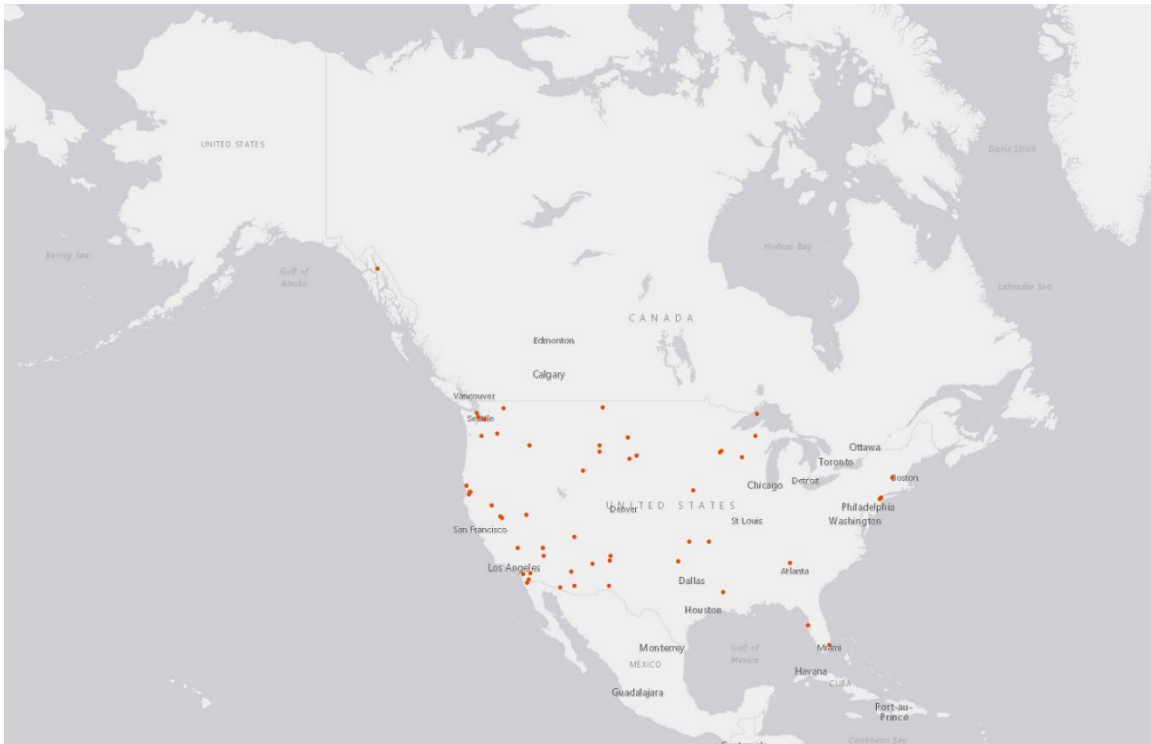 UNITED STATES
Davis Strait
Bering Sea
Gulf of
Alaska
Hudson Bay
Labrador Sea
CANADA
Edmonton
Calgary
Vancouver
Seattle
Ottawa
Toronto
Chicago
Detroit
Boston
UNITED STATES
Denver
Philadelphia
Washington
San Francisco
St Louis
Los Angeles
Atlanta
Dallas
Houston
Monterrey
Gulf of
Mexico
Miami
MÉXICO
Havana
CUBA
Guadalajara
Port-au-
Prince
Caribbean Sea